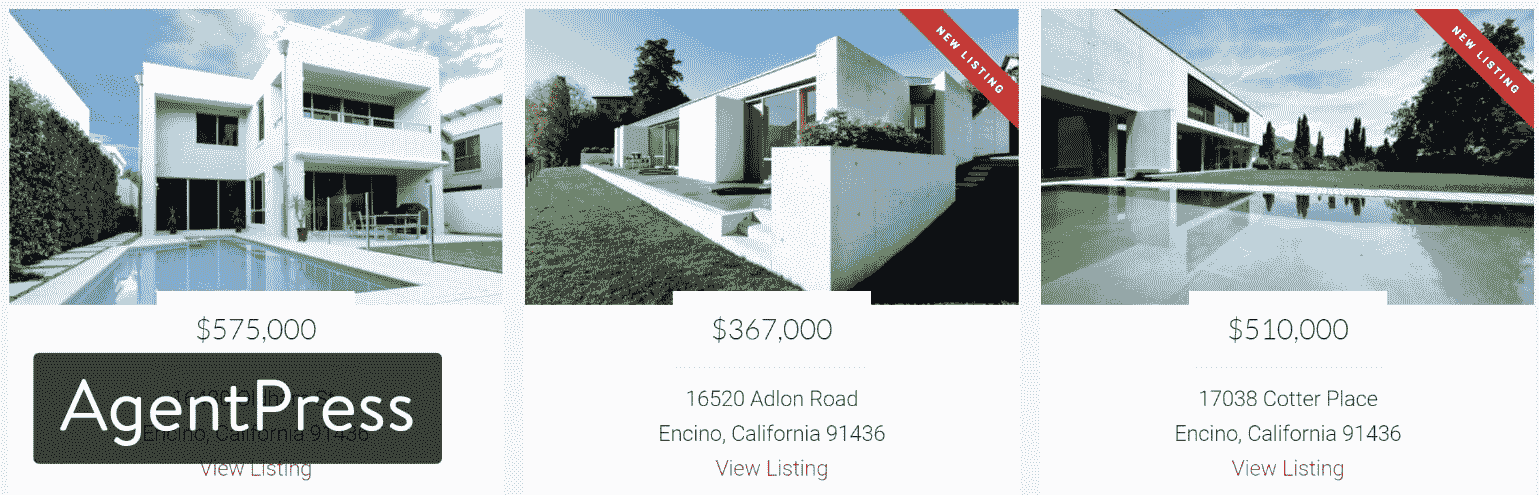 NEW LISTING
NEW LISTING
$575,000
AgentPress
Encino, California 91436
View Listing
$367,000
16520 Adlon Road
Encino, California 91436
View Listing
$510,000
17038 Cotter Place
Encino, California 91436
View Listing